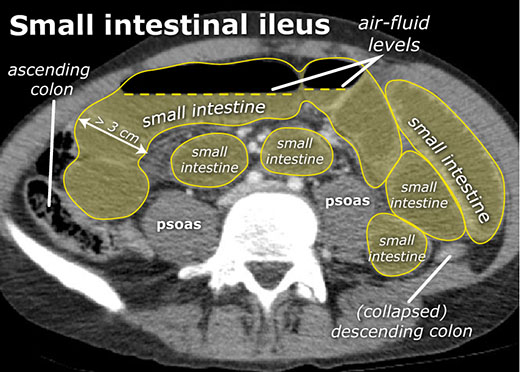 Small intestinal ileus
air-fluid
levels
ascending
colon
small intestine
> 3 cm
small
intestine
small
intestine
small intestine
small
intestine
psoas
psoas
small
intestine
(collapsed)
descending colon